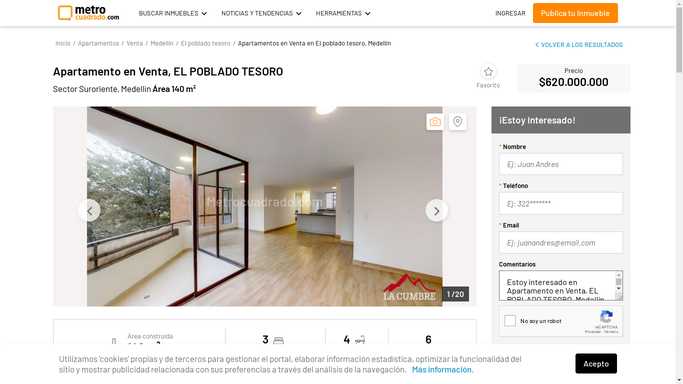 metro
cuadrado.com
BUSCAR INMUEBLES
NOTICIAS Y TENDENCIAS
HERRAMIENTAS
INGRESAR
Publica tu Inmueble
Inicio / Apartamentos / Venta / Medellín / El poblado tesoro / Apartamentos en Venta en El poblado tesoro, Medellín
VOLVER A LOS RESULTADOS
Apartamento en Venta, EL POBLADO TESORO
Sector Suroriente, Medellín Área 140 m²
Favorito
Precio
$620.000.000
Metrocuadrado.com
LA CUMBRE
1 / 20
¡Estoy Interesado!
* Nombre
Ej: Juan Andres
* Teléfono
Ej: 322*******
* Email
Ej: juanandres@email.com
Comentarios
Estoy interesado en
Apartamento en Venta, EL
POBLADO TESORO, Medellín
No soy un robot
reCAPTCHA
Privacidad - Términos
Área construida
3
4
6
Utilizamos 'cookies' propias y de terceros para gestionar el portal, elaborar información estadística, optimizar la funcionalidad del
sitio y mostrar publicidad relacionada con sus preferencias a través del análisis de la navegación. Más información.
Acepto